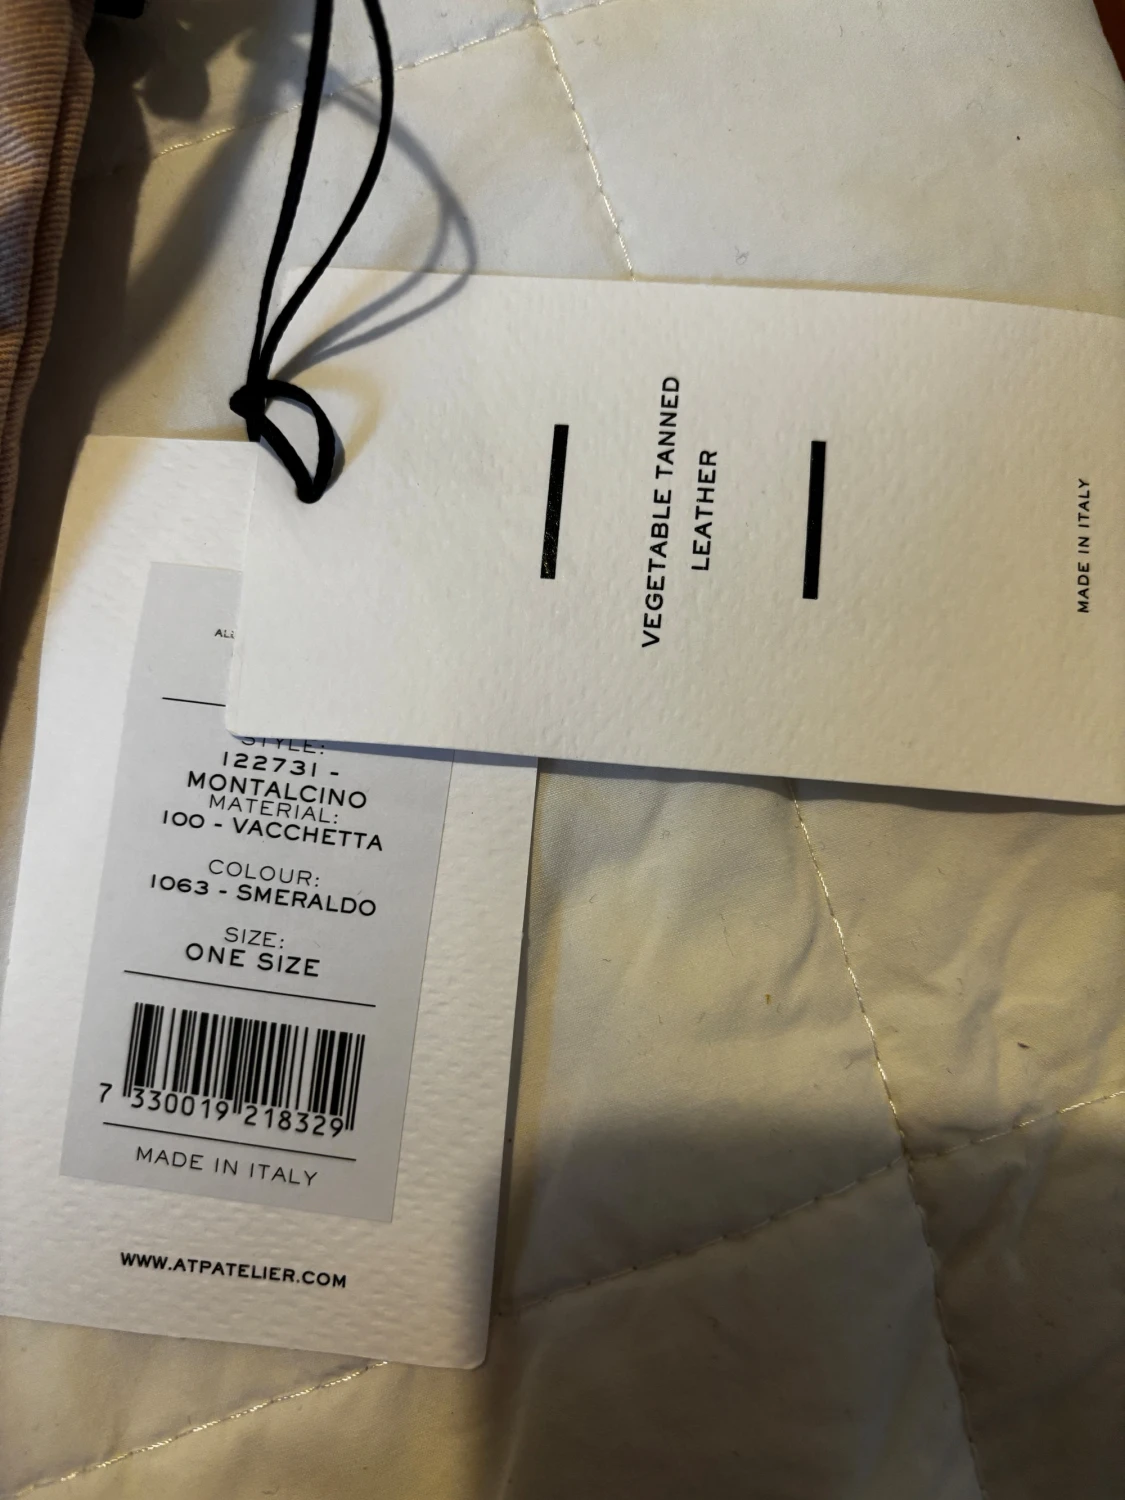 VEGETABLE TANNED
LEATHER
MADE IN ITALY
STYLE:
122731 -
MONTALCINO
MATERIAL:
100 - VACCHETTA
COLOUR:
1063 - SMERALDO
SIZE:
ONE SIZE
7 330019 218329
MADE IN ITALY
WWW.ATPATELIER.COM